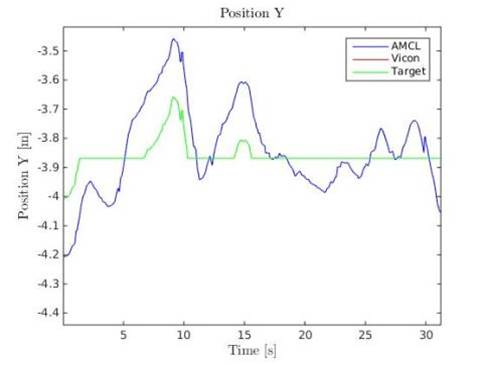 Position Y
AMCL
Vicon
Target
Position Y [m]
-3.5
-3.6
-3.7
-3.8
-3.9
-4
-4.1
-4.2
-4.3
-4.4
5
10
15
20
25
30
Time [s]